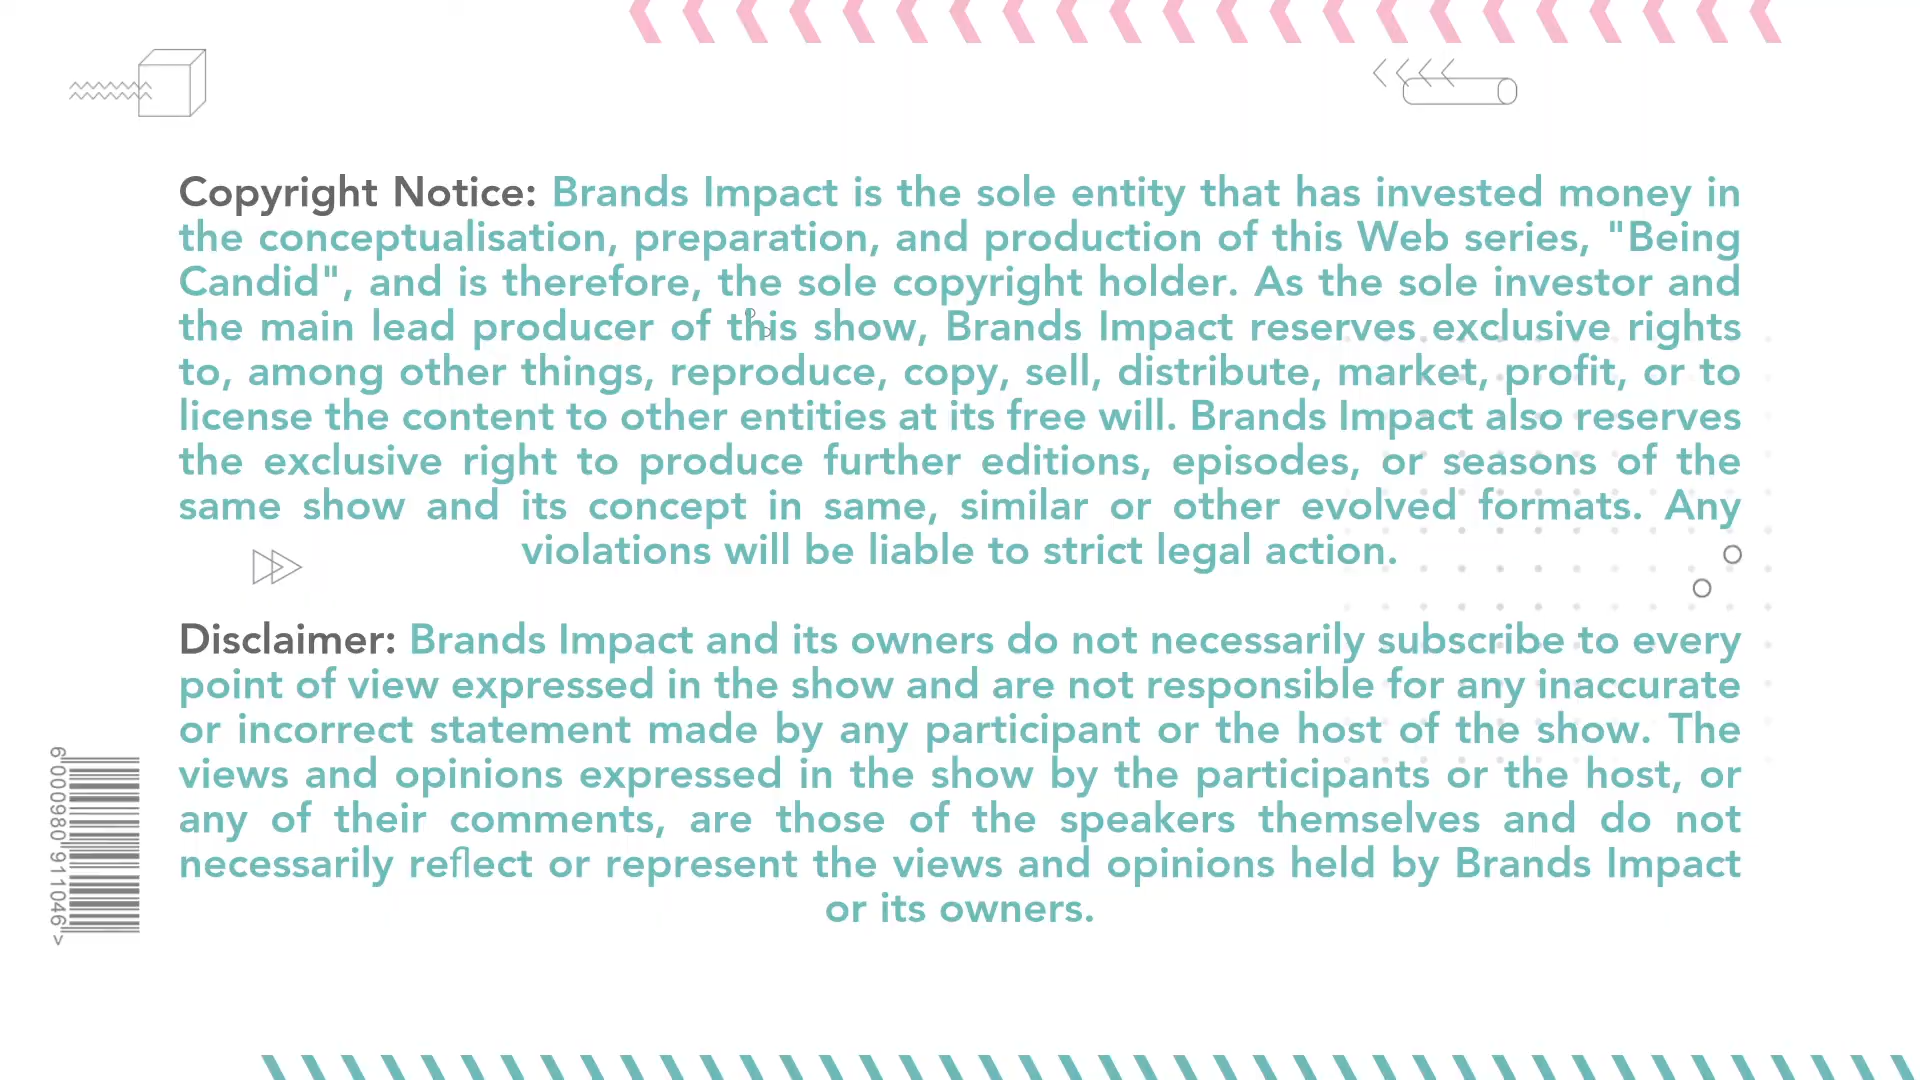 Copyright Notice: Brands Impact is the sole entity that has invested money in
the conceptualisation, preparation, and production of this Web series, "Being
Candid", and is therefore, the sole copyright holder. As the sole investor and
the main lead producer of this show, Brands Impact reserves exclusive rights
to, among other things, reproduce, copy, sell, distribute, market, profit, or to
license the content to other entities at its free will. Brands Impact also reserves
the exclusive right to produce further editions, episodes, or seasons of the
same show and its concept in same, similar or other evolved formats. Any
violations will be liable to strict legal action.
Disclaimer: Brands Impact and its owners do not necessarily subscribe to every
point of view expressed in the show and are not responsible for any inaccurate
or incorrect statement made by any participant or the host of the show. The
views and opinions expressed in the show by the participants or the host, or
any of their comments, are those of the speakers themselves and do not
necessarily reflect or represent the views and opinions held by Brands Impact
or its owners.
6 000980 911046 >